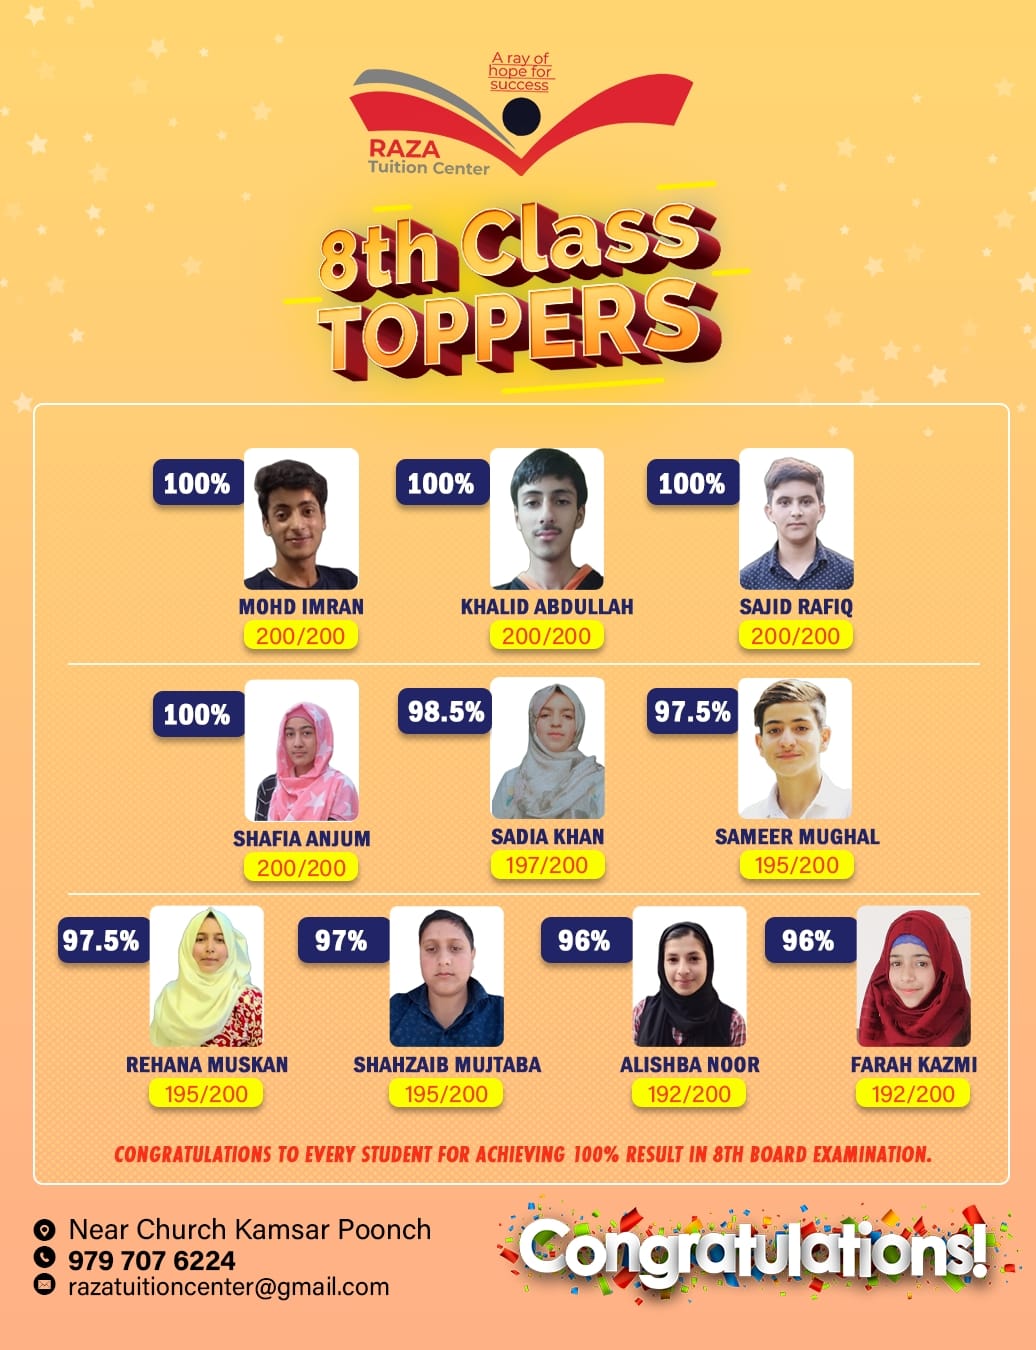 A ray of
hope for
success
RAZA
Tuition Center
8th Class
TOPPERS
100%
100%
100%
MOHD IMRAN
KHALID ABDULLAH
SAJID RAFIQ
200/200
200/200
200/200
100%
98.5%
97.5%
SHAFIA ANJUM
SADIA KHAN
SAMEER MUGHAL
200/200
197/200
195/200
97.5%
97%
96%
96%
REHANA MUSKAN
SHAHZAIB MUJTABA
ALISHBA NOOR
FARAH KAZMI
195/200
195/200
192/200
192/200
CONGRATULATIONS TO EVERY STUDENT FOR ACHIEVING 100% RESULT IN 8TH BOARD EXAMINATION.
Near Church Kamsar Poonch
979 707 6224
razatuitioncenter@gmail.com
Congratulations!